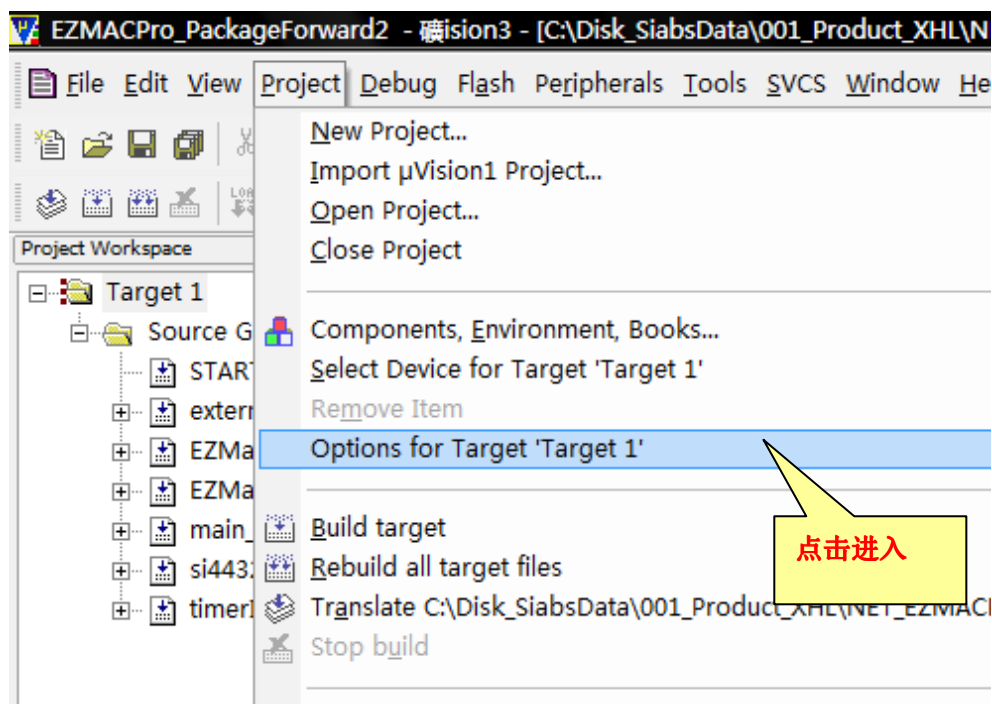 EZMACPro_PackageForward2 - 礦ision3 - [C:\Disk_SiabsData\001_Product_XHL\N
File Edit View Project Debug Flash Peripherals Tools SVCS Window He
New Project...
Import µVision1 Project...
Open Project...
Close Project
Project Workspace
Target 1
Source G
Components, Environment, Books...
START
Select Device for Target 'Target 1'
extern
Remove Item
EZMa
Options for Target 'Target 1'
EZMa
main_
Build target
点击进入
si443
Rebuild all target files
timer
Translate C:\Disk_SiabsData\001_Product_XHL\NET_EZMAC
Stop build